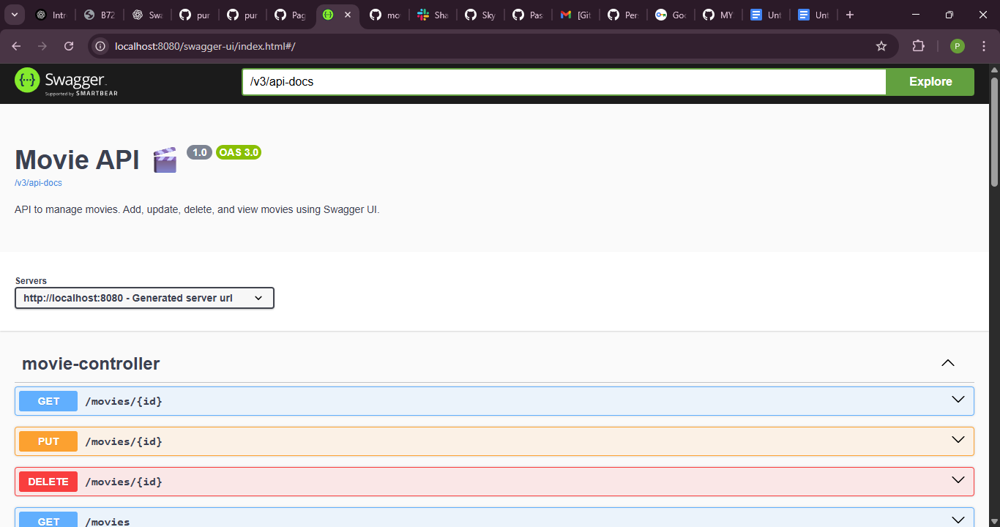 Intr
B72
Swa
pur
pur
Pag
mo
Sha
Sky
Pas
[Git
Per
Goo
MY
Unt
Unt
localhost:8080/swagger-ui/index.html#/
P
{···} Swagger
Supported by SMARTBEAR
/v3/api-docs
Explore
Movie API 1.0 OAS 3.0
/v3/api-docs
API to manage movies. Add, update, delete, and view movies using Swagger UI.
Servers
http://localhost:8080 - Generated server url
movie-controller
GET /movies/{id}
PUT /movies/{id}
DELETE /movies/{id}
GET /movies